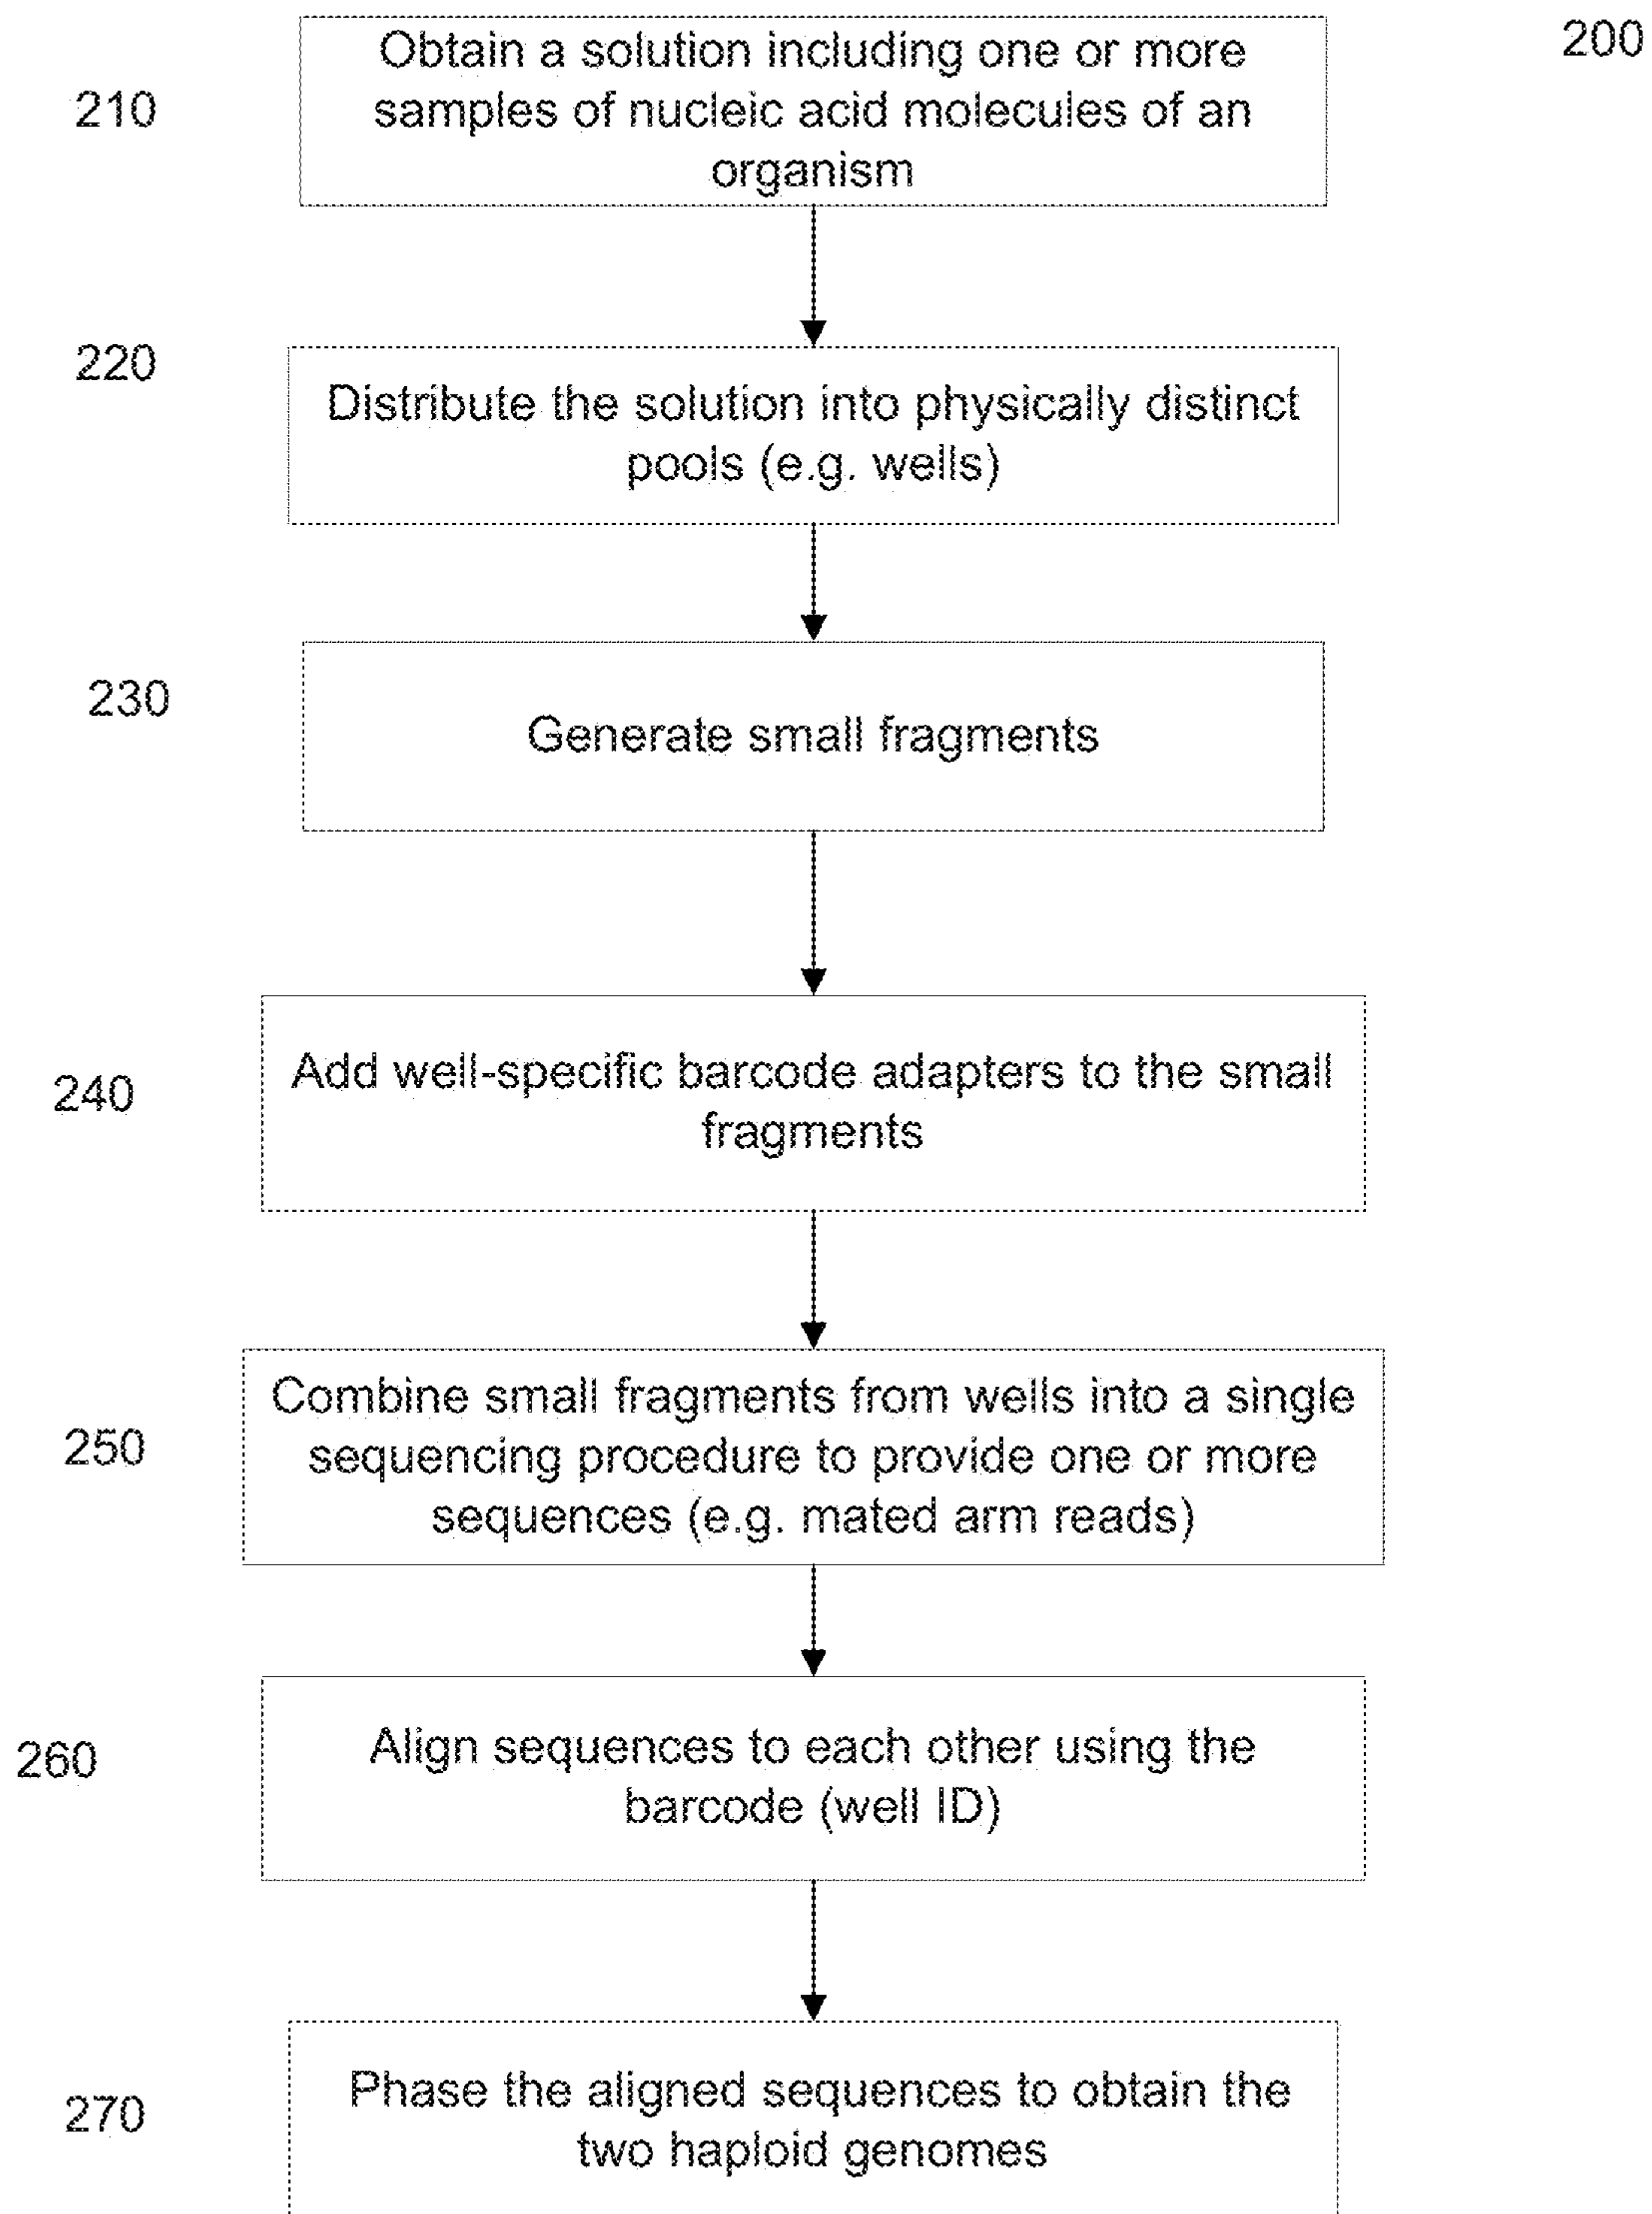 200
210
Obtain a solution including one or more
samples of nucleic acid molecules of an
organism
220
Distribute the solution into physically distinct
pools (e.g. wells)
230
Generate small fragments
240
Add well-specific barcode adapters to the small
fragments
250
Combine small fragments from wells into a single
sequencing procedure to provide one or more
sequences (e.g. mated arm reads)
260
Align sequences to each other using the
barcode (well ID)
270
Phase the aligned sequences to obtain the
two haploid genomes